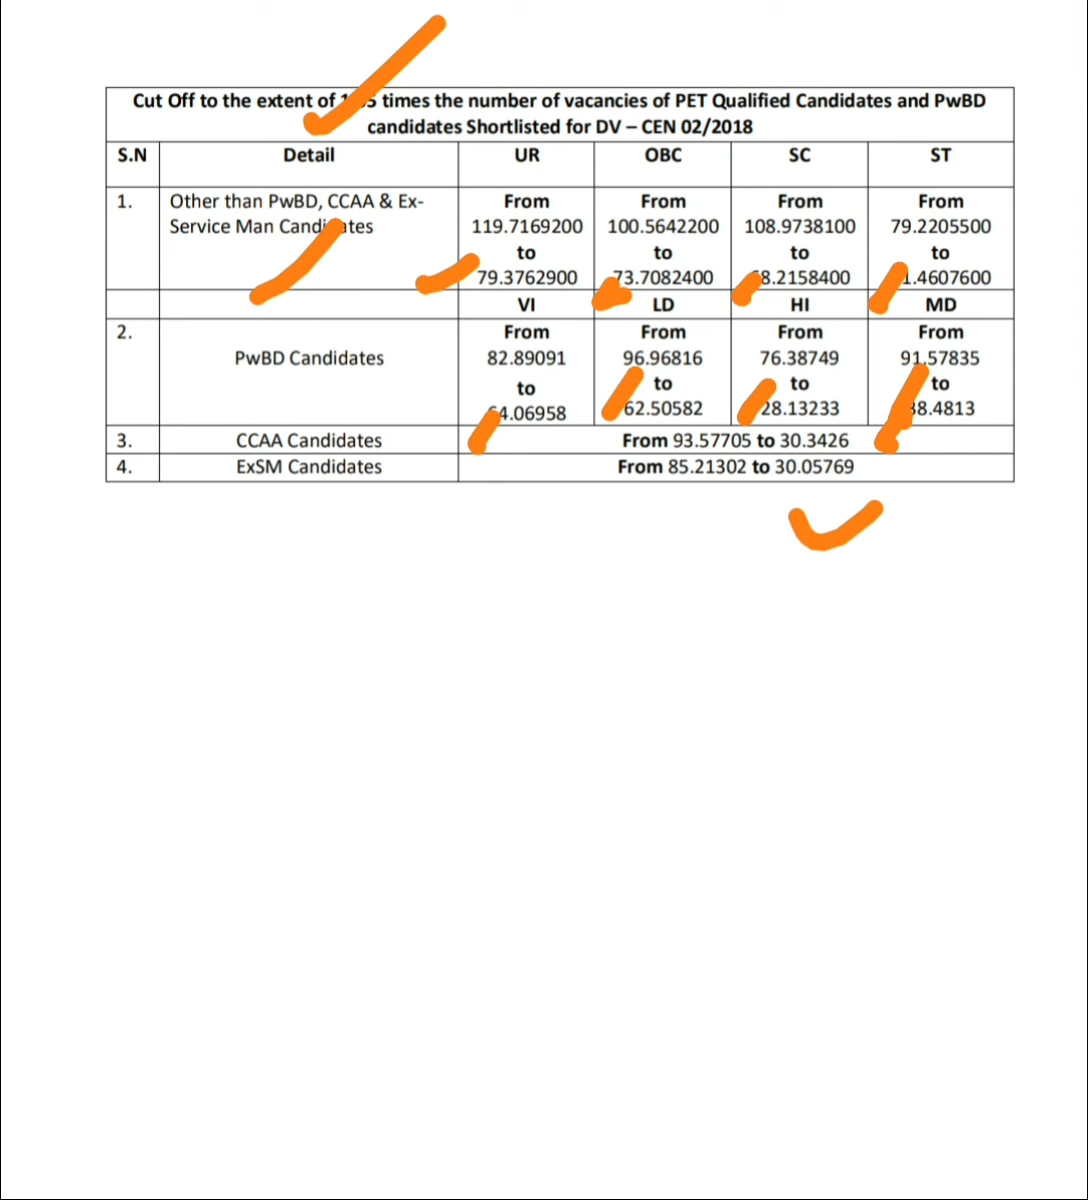 Cut Off to the extent of times the number of vacancies of PET Qualified Candidates and PwBD
candidates Shortlisted for DV – CEN 02/2018
S.N Detail UR OBC SC ST
1. Other than PwBD, CCAA & Ex- From From From From
Service Man Candidates 119.7169200 100.5642200 108.9738100 79.2205500
to to to to
79.3762900 73.7082400
VI LD HI MD
2. From From From From
PwBD Candidates 82.89091 96.96816 76.38749 91.57835
to to to to
62.50582 28.13233
3. CCAA Candidates From 93.57705 to 30.3426
4. ExSM Candidates From 85.21302 to 30.05769